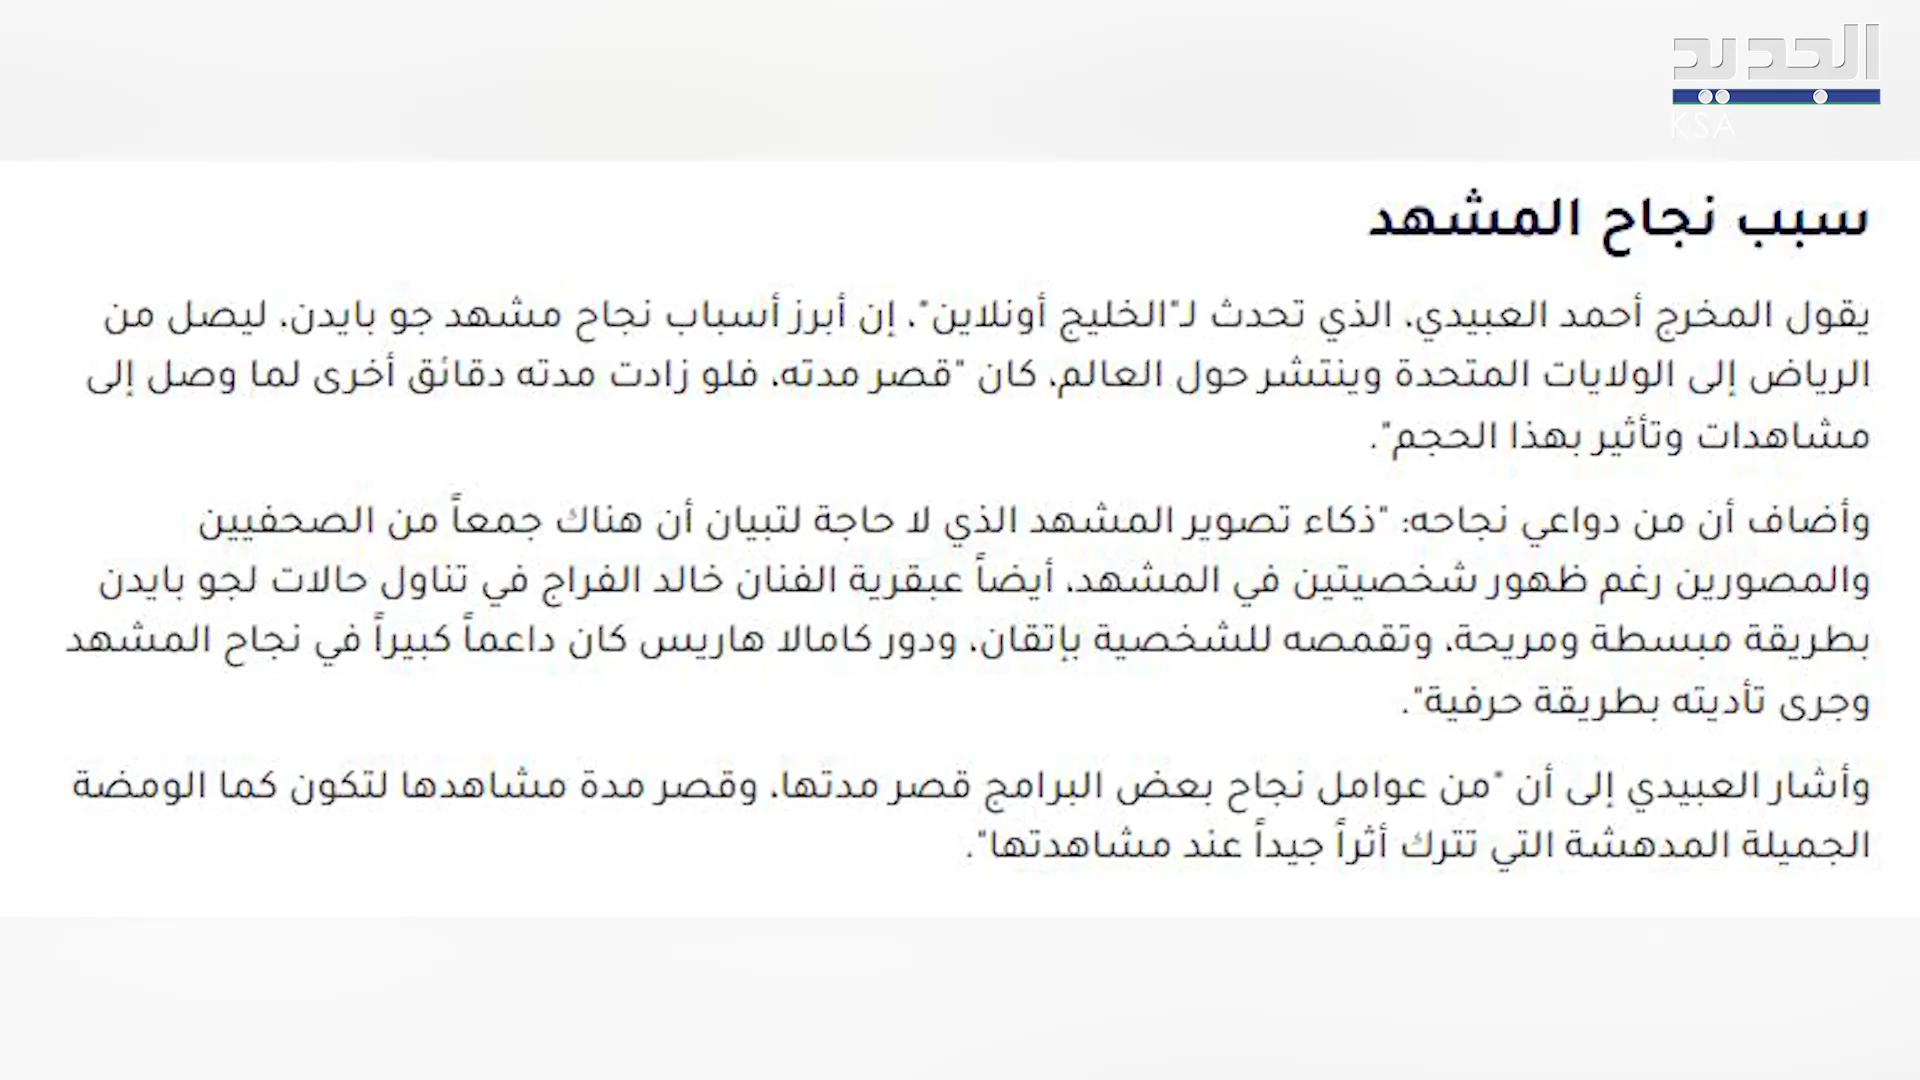 الجديد
KSA
سبب نجاح المشهد
يقول المخرج أحمد العبيدي، الذي تحدث لـ"الخليج أونلاين"، إن أبرز أسباب نجاح مشهد جو بايدن، ليصل من
الرياض إلى الولايات المتحدة وينتشر حول العالم، كان "قصر مدته، فلو زادت مدته دقائق أخرى لما وصل إلى
مشاهدات وتأثير بهذا الحجم".
وأضاف أن من دواعي نجاحه: "ذكاء تصوير المشهد الذي لا حاجة لتبيان أن هناك جمعاً من الصحفيين
والمصورين رغم ظهور شخصيتين في المشهد، أيضاً عبقرية الفنان خالد الفراج في تناول حالات لجو بايدن
بطريقة مبسطة ومريحة، وتقمصه للشخصية بإتقان، ودور كامالا هاريس كان داعماً كبيراً في نجاح المشهد
وجرى تأديته بطريقة حرفية".
وأشار العبيدي إلى أن "من عوامل نجاح بعض البرامج قصر مدتها، وقصر مدة مشاهدها لتكون كما الومضة
الجميلة المدهشة التي تترك أثراً جيداً عند مشاهدتها".